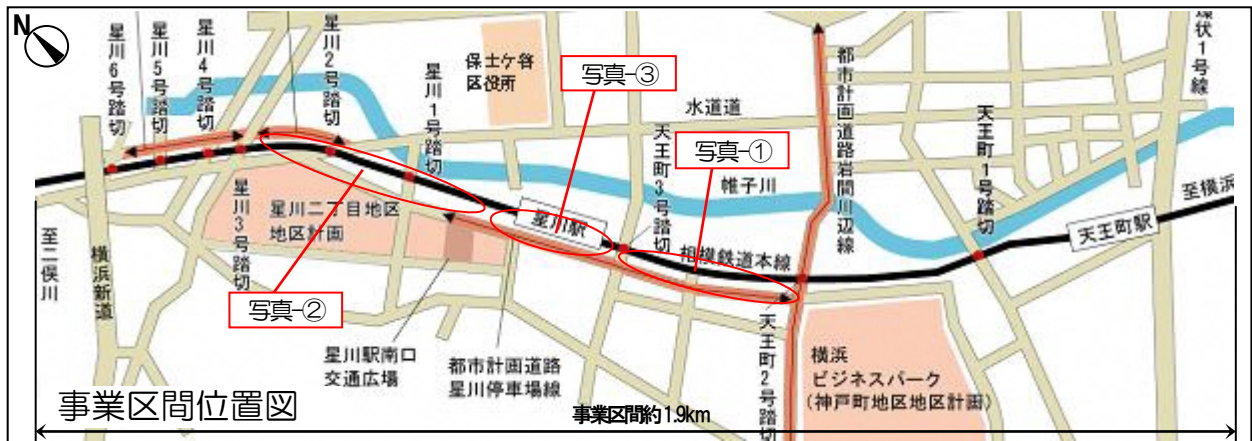 N
星川6号踏切
星川5号踏切
星川4号踏切
星川2号踏切
星川1号踏切
保土ケ谷
区役所
写真-③
水道道
天王町3号踏切
写真-①
都市計画道路岩間川辺線
天王町1号踏切
環状1号線
帷子川
至横浜
天王町駅
星川駅
相模鉄道本線
星川3号踏切
星川二丁目地区
地区計画
至二俣川
横浜新道
写真-②
星川駅南口
交通広場
都市計画道路
星川停車場線
天王町2号踏切
横浜
ビジネスパーク
(神戸町地区地区計画)
事業区間位置図
事業区間約1.9km